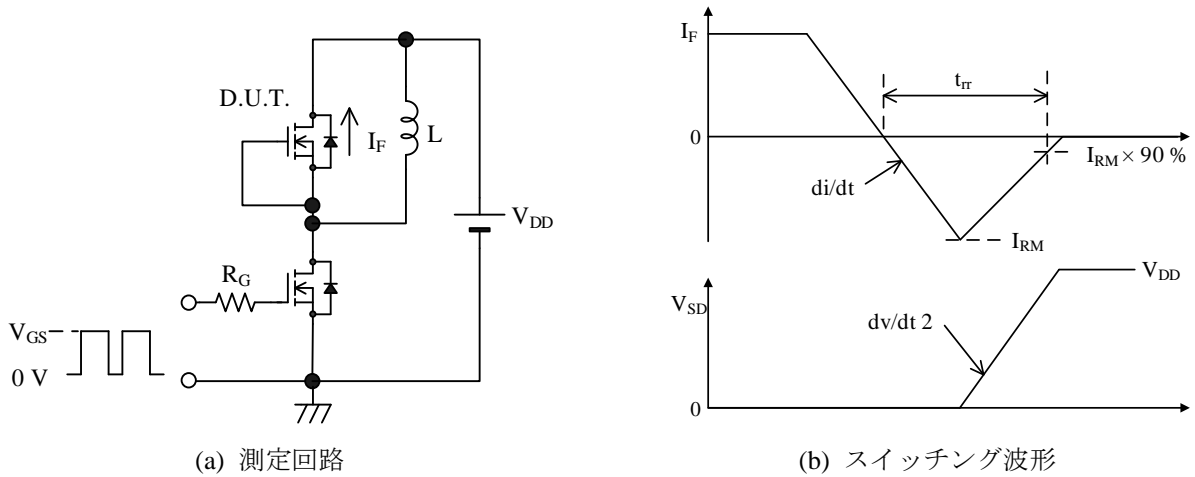 D.U.T.
I_F
L
V_DD
R_G
V_GS
0 V
(a) 測定回路
I_F
t_rr
0
I_RM × 90 %
di/dt
I_RM
V_DD
V_SD
dv/dt 2
0
(b) スイッチング波形